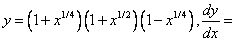 y = (1 + x^{1/4})(1 + x^{1/2})(1 − x^{1/4}), dy/dx =